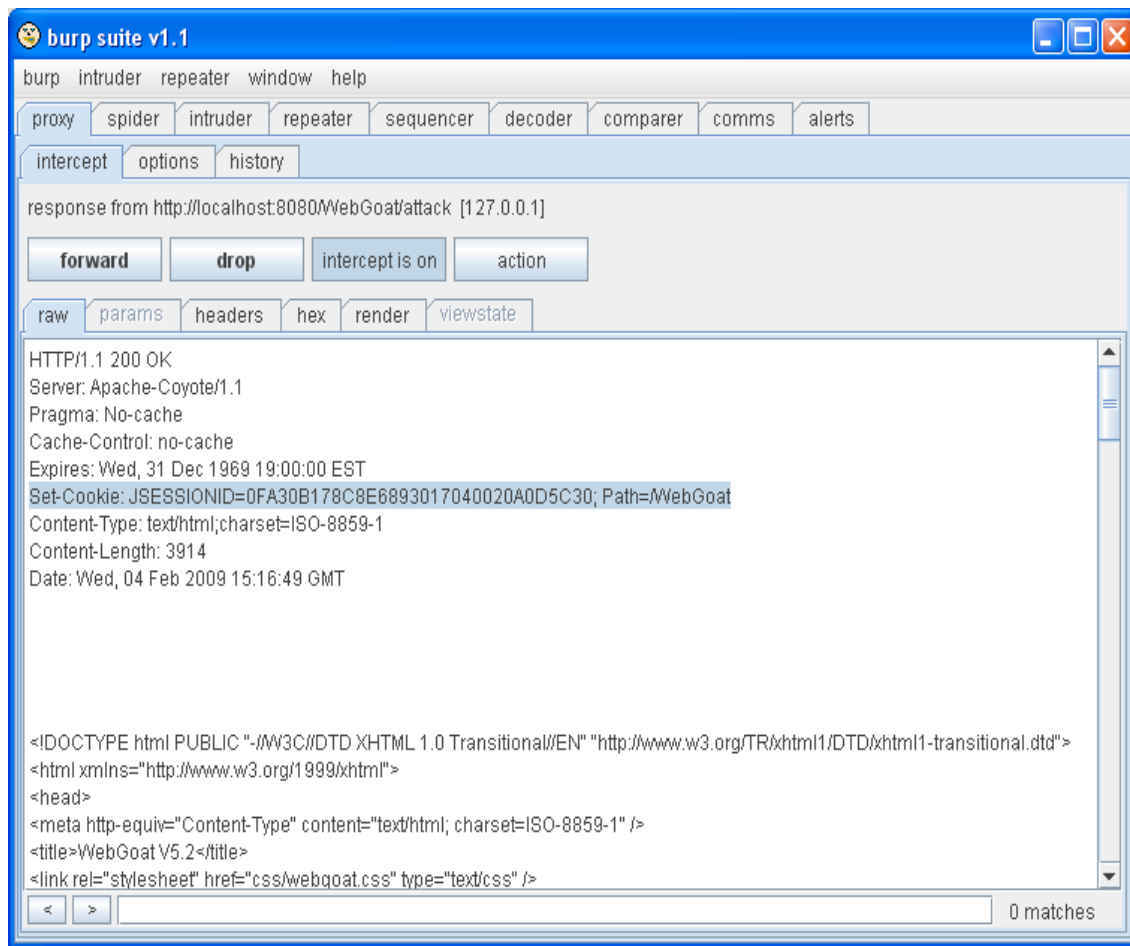 burp suite v1.1
burp intruder repeater window help
proxy spider intruder repeater sequencer decoder comparer comms alerts
intercept options history
response from http://localhost:8080/WebGoat/attack [127.0.0.1]
forward drop intercept is on action
raw params headers hex render viewstate
HTTP/1.1 200 OK
Server: Apache-Coyote/1.1
Pragma: No-cache
Cache-Control: no-cache
Expires: Wed, 31 Dec 1969 19:00:00 EST
Set-Cookie: JSESSIONID=0FA30B178C8E6893017040020A0D5C30; Path=/WebGoat
Content-Type: text/html;charset=ISO-8859-1
Content-Length: 3914
Date: Wed, 04 Feb 2009 15:16:49 GMT
<!DOCTYPE html PUBLIC "-//W3C//DTD XHTML 1.0 Transitional//EN" "http://www.w3.org/TR/xhtml1/DTD/xhtml1-transitional.dtd">
<html xmlns="http://www.w3.org/1999/xhtml">
<head>
<meta http-equiv="Content-Type" content="text/html; charset=ISO-8859-1" />
<title>WebGoat V5.2</title>
<link rel="stylesheet" href="css/webgoat.css" type="text/css" />
< > 0 matches